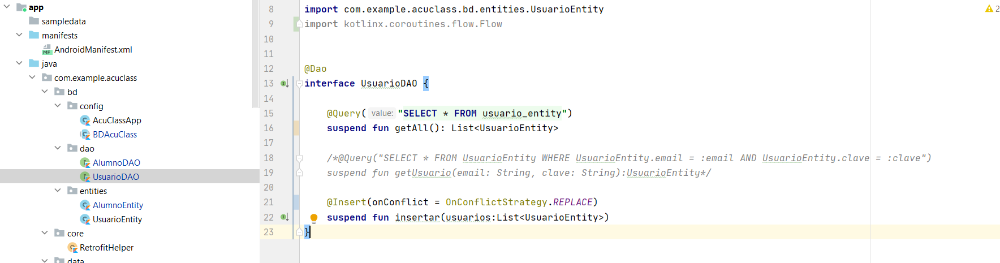 app
sampledata
manifests
AndroidManifest.xml
java
com.example.acuclass
bd
config
AcuClassApp
BDAcuClass
dao
AlumnoDAO
UsuarioDAO
entities
AlumnoEntity
UsuarioEntity
core
RetrofitHelper
data
8 import com.example.acuclass.bd.entities.UsuarioEntity
2
9 import kotlinx.coroutines.flow.Flow
10
11
12 @Dao
13 interface UsuarioDAO {
14
15 @Query( value: "SELECT * FROM usuario_entity")
16 suspend fun getAll(): List<UsuarioEntity>
17
18 /*@Query("SELECT * FROM UsuarioEntity WHERE UsuarioEntity.email = :email AND UsuarioEntity.clave = :clave")
19 suspend fun getUsuario(email: String, clave: String):UsuarioEntity*/
20
21 @Insert(onConflict = OnConflictStrategy.REPLACE)
22 suspend fun insertar(usuarios:List<UsuarioEntity>)
23 }